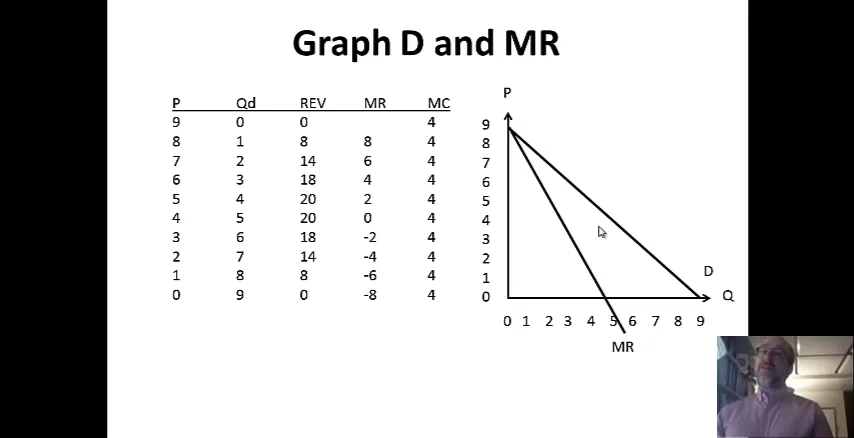 Graph D and MR
P Qd REV MR MC
9 0 0 4
8 1 8 8 4
7 2 14 6 4
6 3 18 4 4
5 4 20 2 4
4 5 20 0 4
3 6 18 -2 4
2 7 14 -4 4
1 8 8 -6 4
0 9 0 -8 4
P
9
8
7
6
5
4
3
2
1
0
D
Q
0 1 2 3 4 5 6 7 8 9
MR